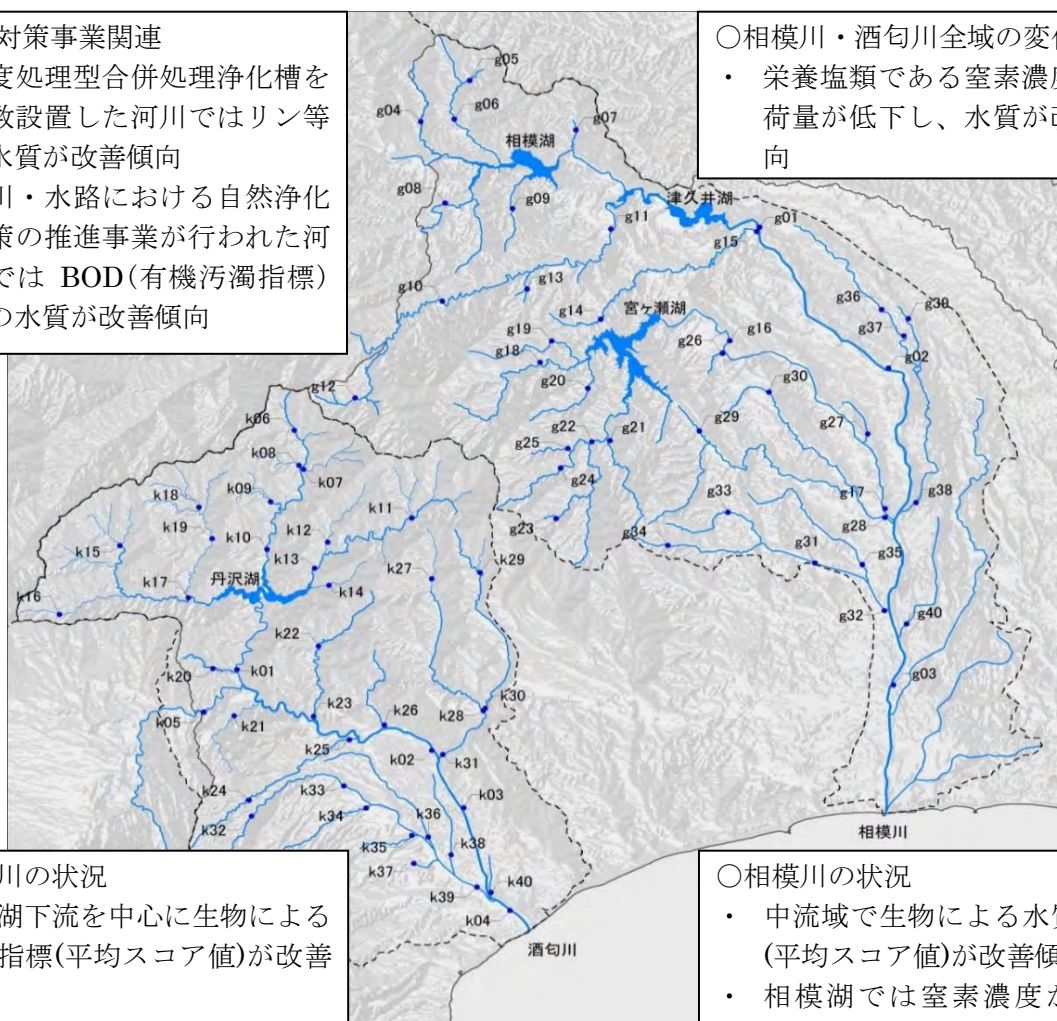 対策事業関連
度処理型合併処理浄化槽を
数設置した河川ではリン等
水質が改善傾向
川・水路における自然浄化
策の推進事業が行われた河
では BOD(有機汚濁指標)
の水質が改善傾向
○相模川・酒匂川全域の変化
・ 栄養塩類である窒素濃度
荷量が低下し、水質が改
向
g05
g04
g06
g07
相模湖
g08
g09
津久井湖
g11
g01
g15
g10
g13
g36
g39
g14
宮ヶ瀬湖
g37
g19
g16
g02
g18
g26
g12
g20
g30
k06
g22
g21
g29
g27
g25
k08
g24
k18
k09
k07
g33
g17
g38
k19
k11
g23
g28
k15
k10
k12
g34
k13
k29
g31
g35
丹沢湖
k27
k17
k14
k16
g32
g40
k22
k20
k01
g03
k30
k05
k23
k26
k28
k21
k25
k02
k31
k24
k33
k03
k32
k34
k36
相模川
k35
k38
k37
k39
k40
k04
酒匂川
川の状況
湖下流を中心に生物による
指標(平均スコア値)が改善
○相模川の状況
・ 中流域で生物による水質
(平均スコア値)が改善傾
・ 相模湖では窒素濃度が